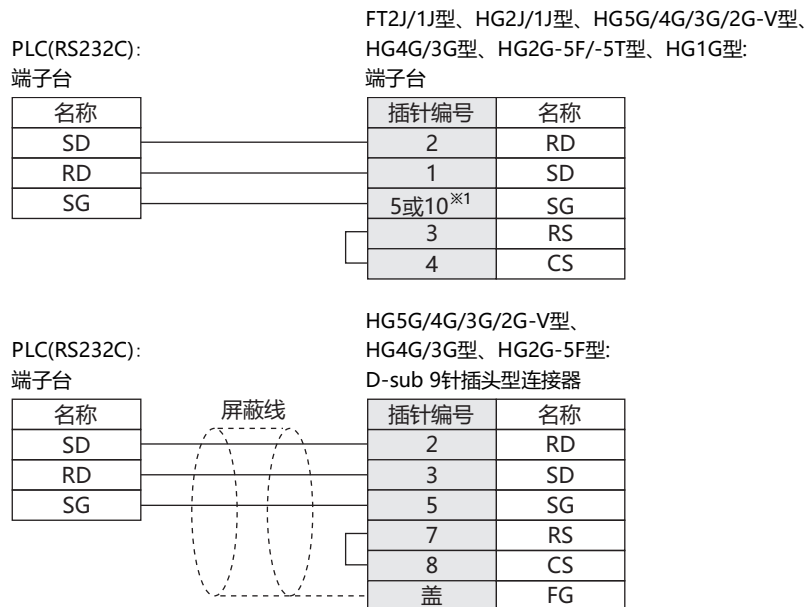 FT2J/1J型、HG2J/1J型、HG5G/4G/3G/2G-V型、
PLC(RS232C)： HG4G/3G型、HG2G-5F/-5T型、HG1G型:
端子台 端子台
名称 插针编号 名称
SD 2 RD
RD 1 SD
SG 5或10※1 SG
3 RS
4 CS
HG5G/4G/3G/2G-V型、
PLC(RS232C)： HG4G/3G型、HG2G-5F型:
端子台 D-sub 9针插头型连接器
名称 屏蔽线 插针编号 名称
SD 2 RD
RD 3 SD
SG 5 SG
7 RS
8 CS
盖 FG